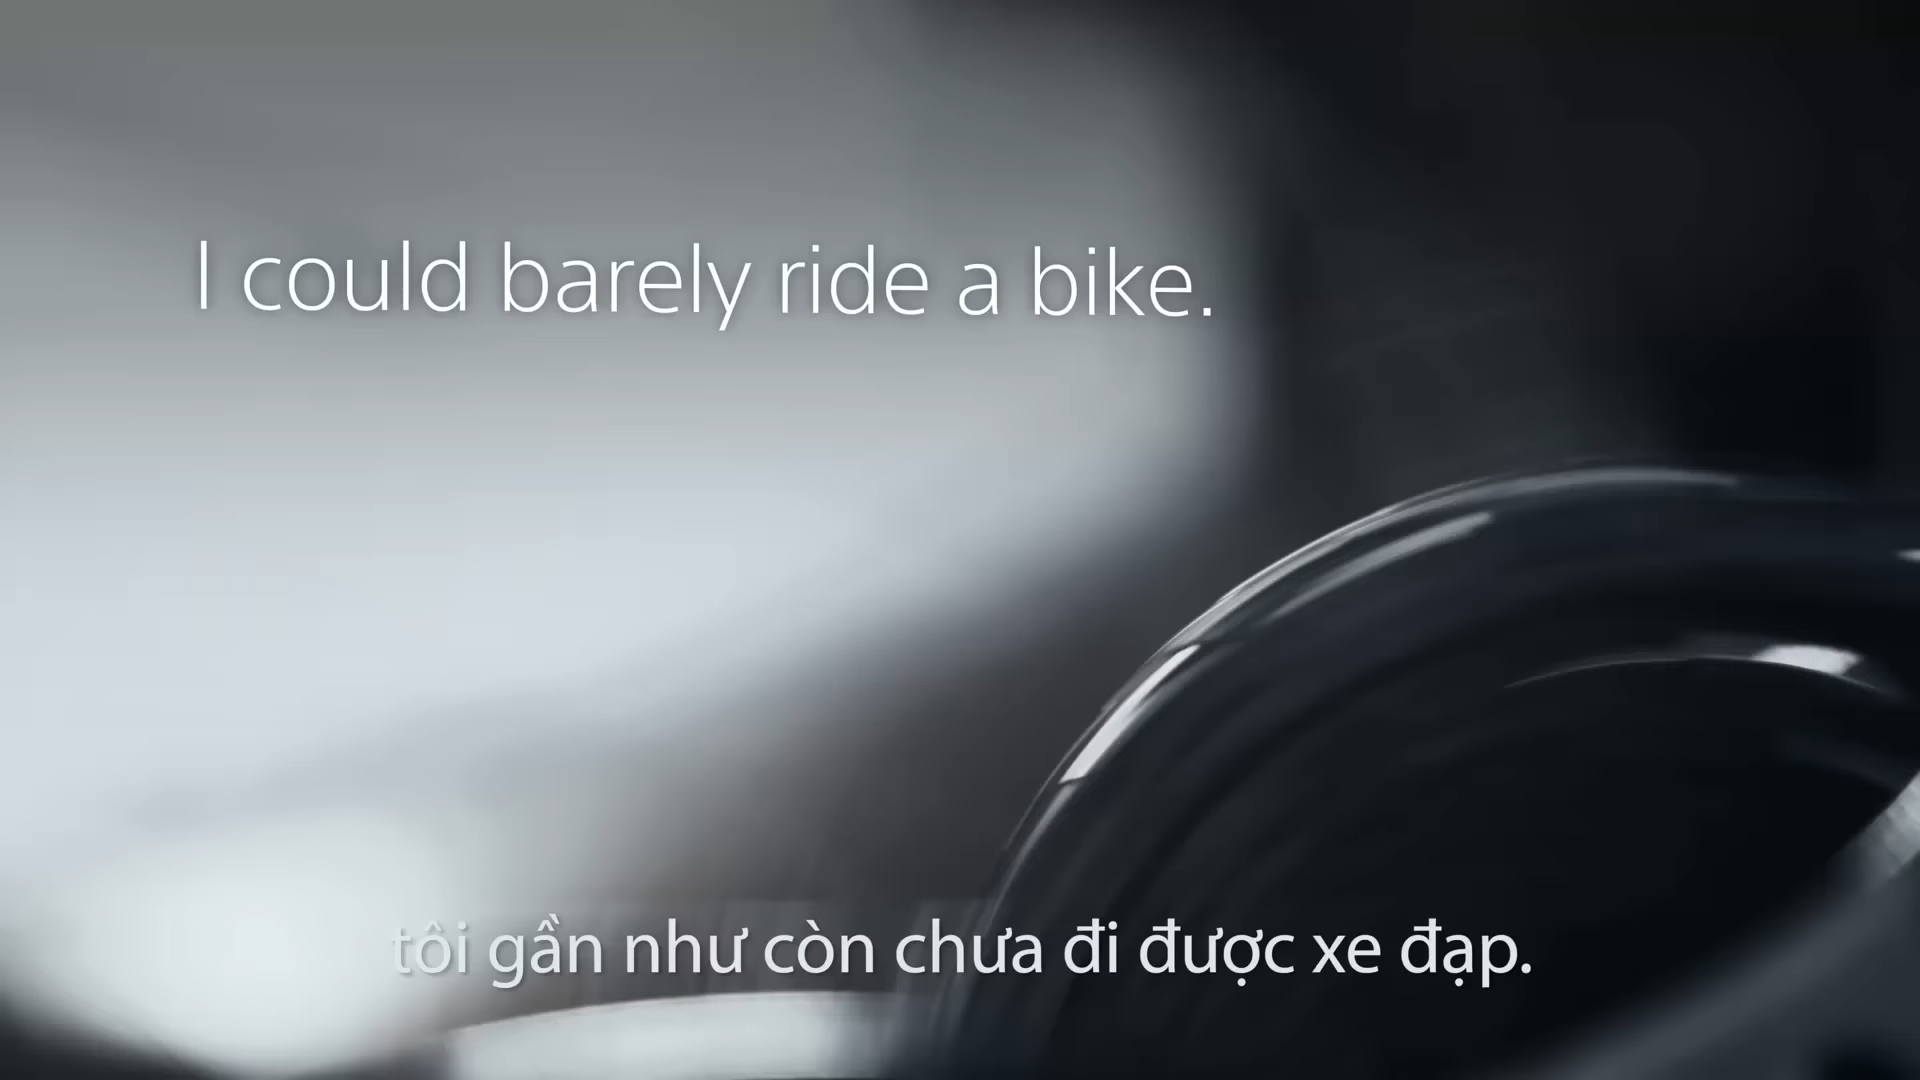 I could barely ride a bike.
tôi gần như còn chưa đi được xe đạp.